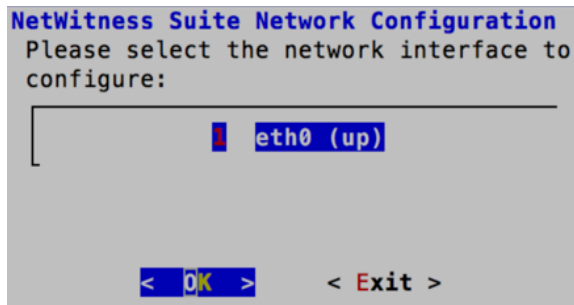 NetWitness Suite Network Configuration
Please select the network interface to
configure:
1 eth0 (up)
< OK > < Exit >